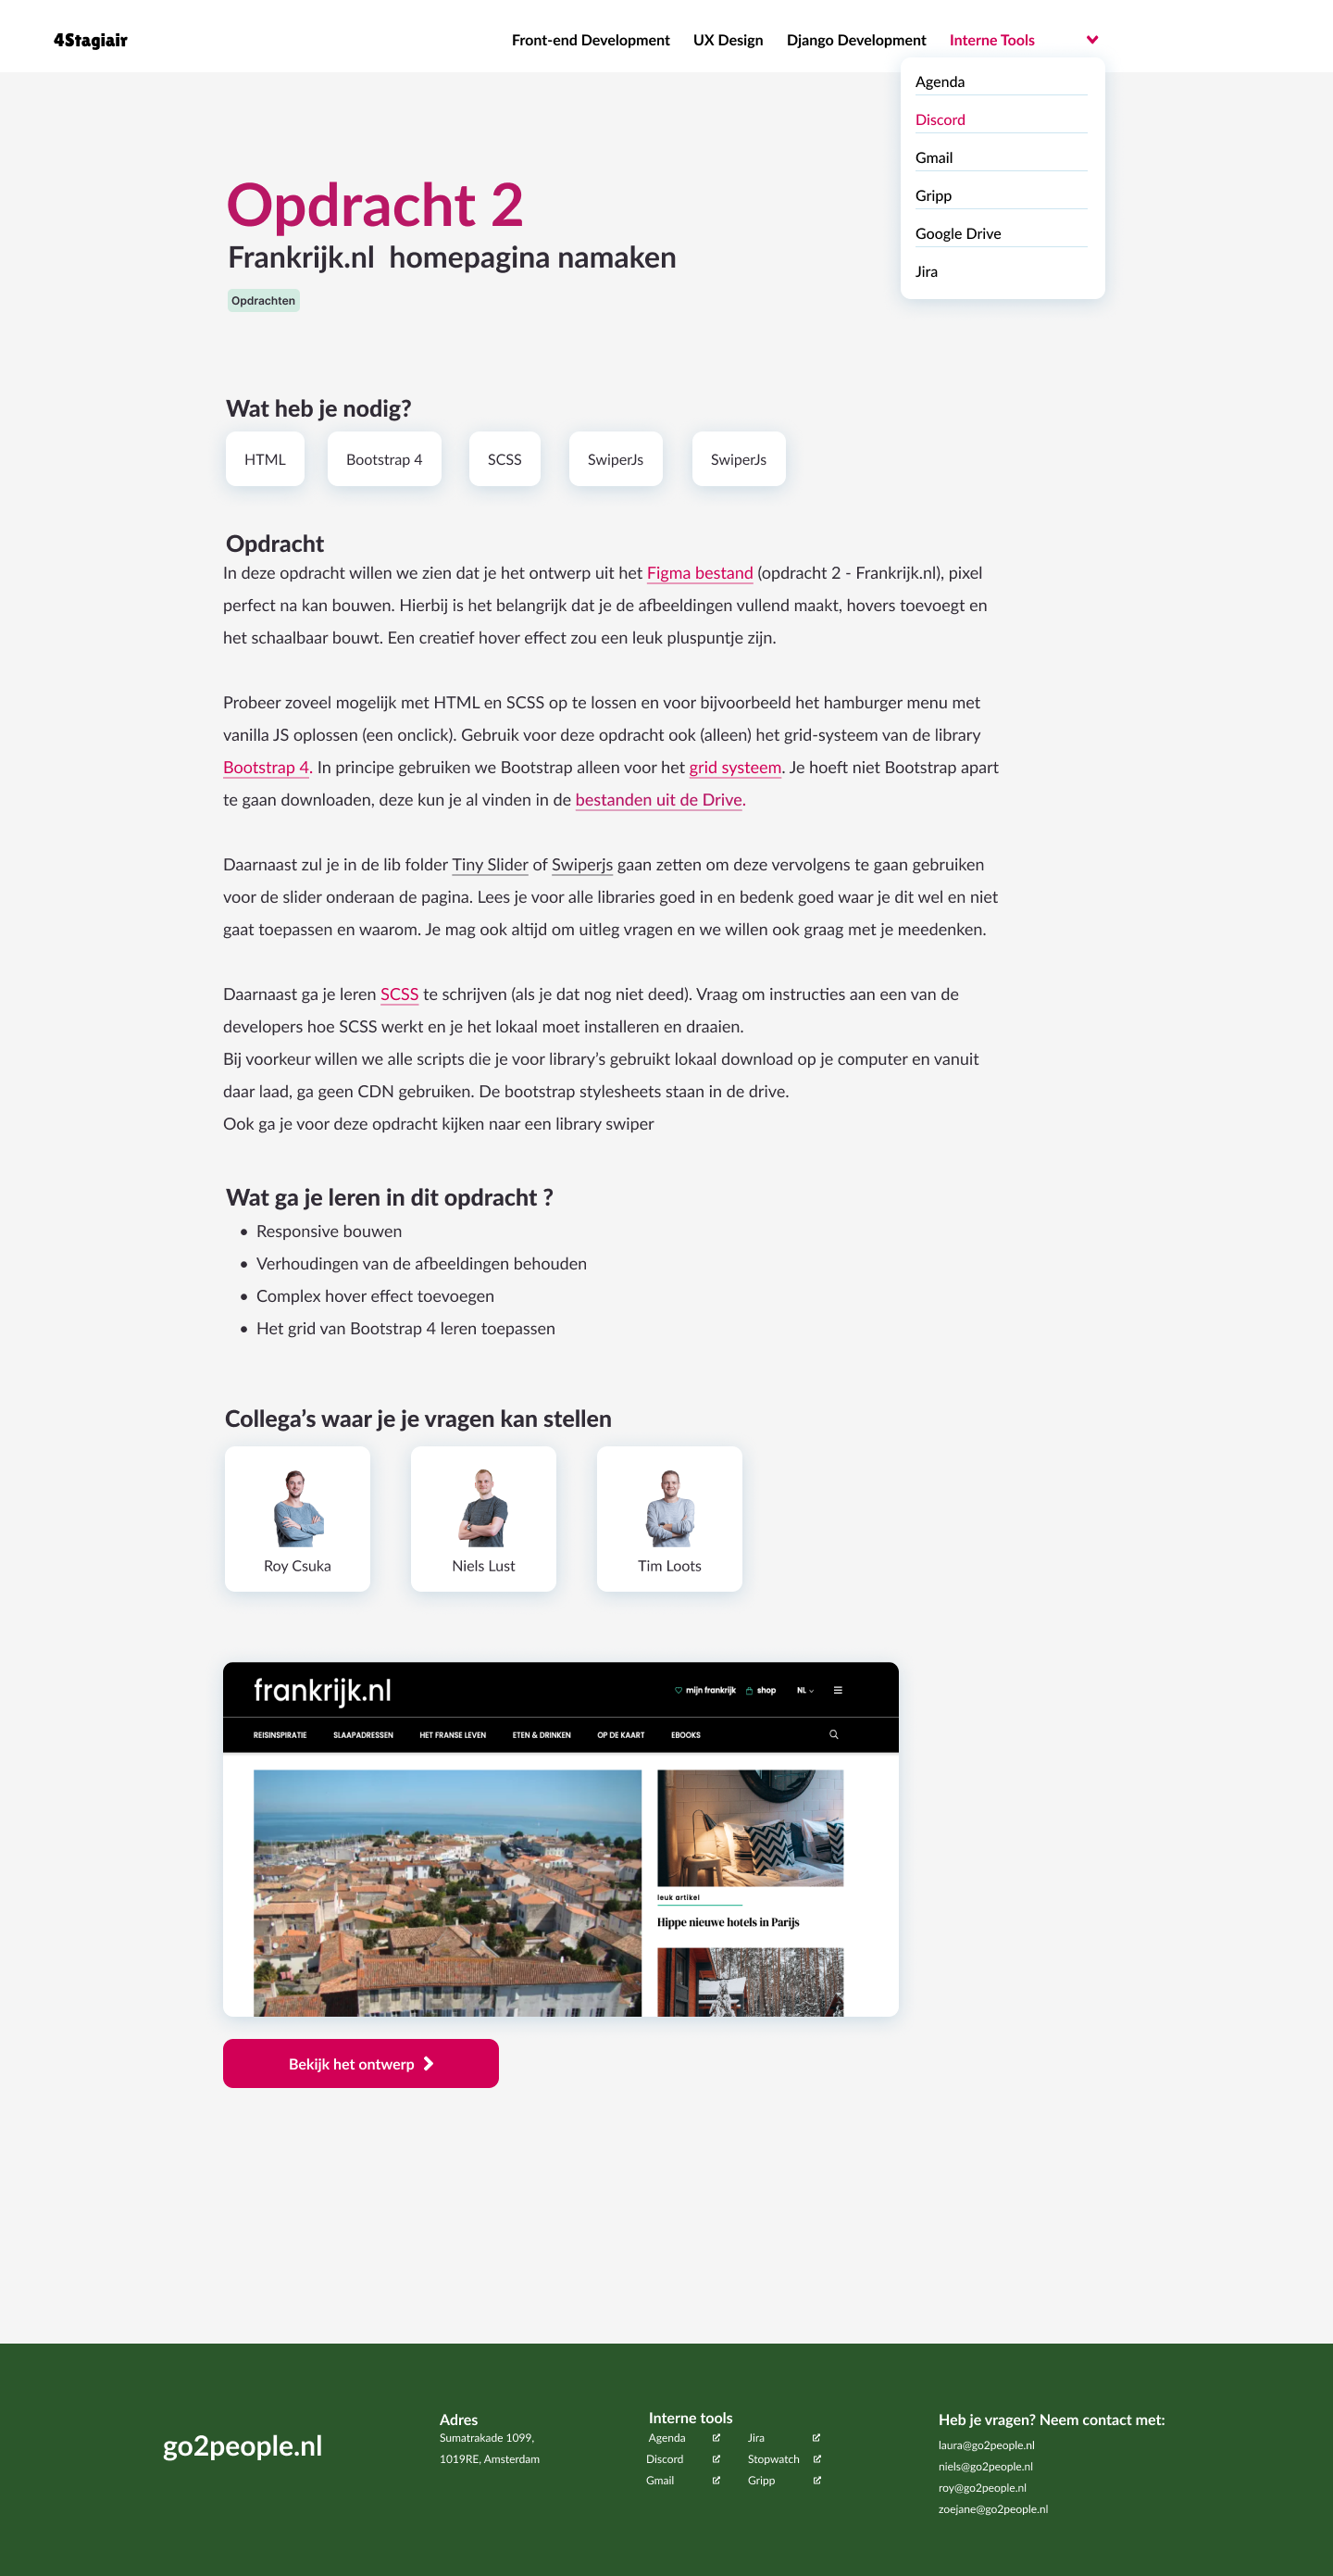 4Stagiair
Front-end Development
UX Design
Django Development
Interne Tools
Agenda
Discord
Gmail
Gripp
Google Drive
Jira
Opdracht 2
Frankrijk.nl homepagina namaken
Opdrachten
Wat heb je nodig?
HTML
Bootstrap 4
SCSS
SwiperJs
SwiperJs
Opdracht
In deze opdracht willen we zien dat je het ontwerp uit het Figma bestand (opdracht 2 - Frankrijk.nl), pixel
perfect na kan bouwen. Hierbij is het belangrijk dat je de afbeeldingen vullend maakt, hovers toevoegt en
het schaalbaar bouwt. Een creatief hover effect zou een leuk pluspuntje zijn.
Probeer zoveel mogelijk met HTML en SCSS op te lossen en voor bijvoorbeeld het hamburger menu met
vanilla JS oplossen (een onclick). Gebruik voor deze opdracht ook (alleen) het grid-systeem van de library
Bootstrap 4. In principe gebruiken we Bootstrap alleen voor het grid systeem. Je hoeft niet Bootstrap apart
te gaan downloaden, deze kun je al vinden in de bestanden uit de Drive.
Daarnaast zul je in de lib folder Tiny Slider of Swiperjs gaan zetten om deze vervolgens te gaan gebruiken
voor de slider onderaan de pagina. Lees je voor alle libraries goed in en bedenk goed waar je dit wel en niet
gaat toepassen en waarom. Je mag ook altijd om uitleg vragen en we willen ook graag met je meedenken.
Daarnaast ga je leren SCSS te schrijven (als je dat nog niet deed). Vraag om instructies aan een van de
developers hoe SCSS werkt en je het lokaal moet installeren en draaien.
Bij voorkeur willen we alle scripts die je voor library’s gebruikt lokaal download op je computer en vanuit
daar laad, ga geen CDN gebruiken. De bootstrap stylesheets staan in de drive.
Ook ga je voor deze opdracht kijken naar een library swiper
Wat ga je leren in dit opdracht ?
• Responsive bouwen
• Verhoudingen van de afbeeldingen behouden
• Complex hover effect toevoegen
• Het grid van Bootstrap 4 leren toepassen
Collega’s waar je je vragen kan stellen
Roy Csuka
Niels Lust
Tim Loots
frankrijk.nl
mijn frankrijk
shop
NL
REISINSPIRATIE
SLAAPADRESSEN
HET FRANSE LEVEN
ETEN & DRINKEN
OP DE KAART
EBOOKS
leuk artikel
Hippe nieuwe hotels in Parijs
Bekijk het ontwerp
go2people.nl
Adres
Sumatrakade 1099,
1019RE, Amsterdam
Interne tools
Agenda
Discord
Gmail
Jira
Stopwatch
Gripp
Heb je vragen? Neem contact met:
laura@go2people.nl
niels@go2people.nl
roy@go2people.nl
zoejane@go2people.nl